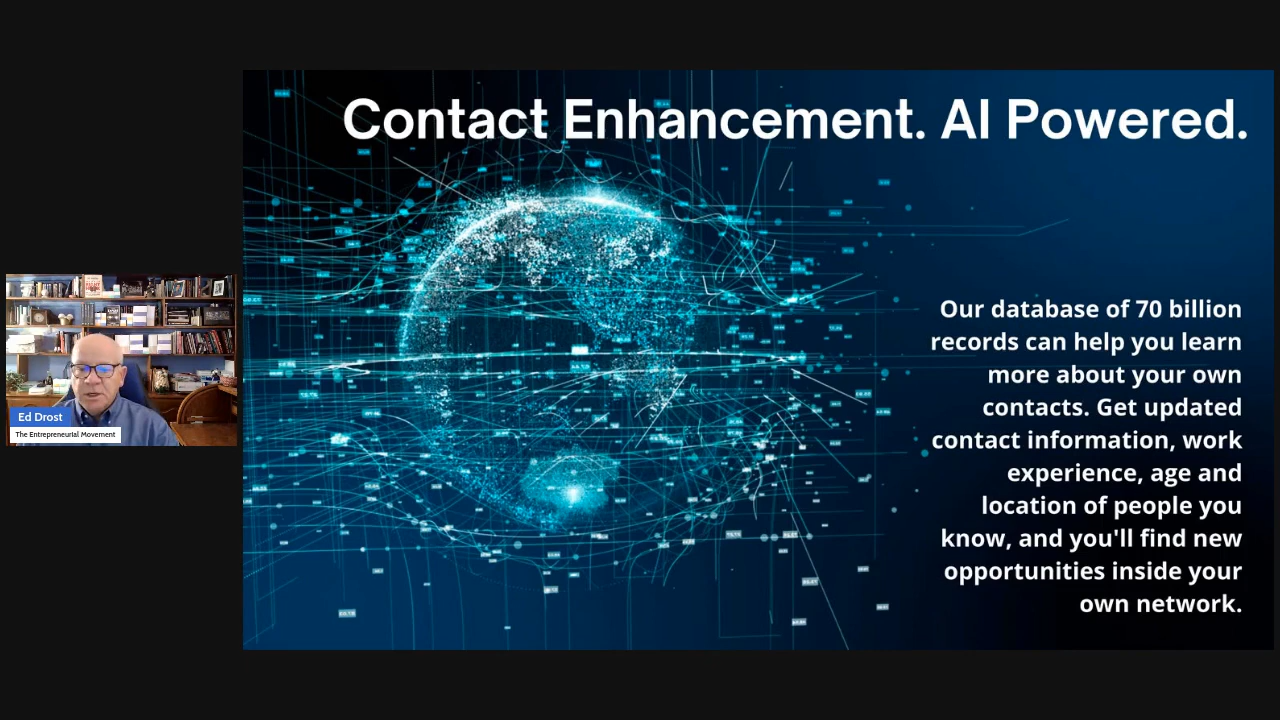 Contact Enhancement. AI Powered.
Our database of 70 billion
records can help you learn
more about your own
contacts. Get updated
contact information, work
experience, age and
location of people you
know, and you'll find new
opportunities inside your
own network.
Ed Drost
The Entrepreneurial Movement